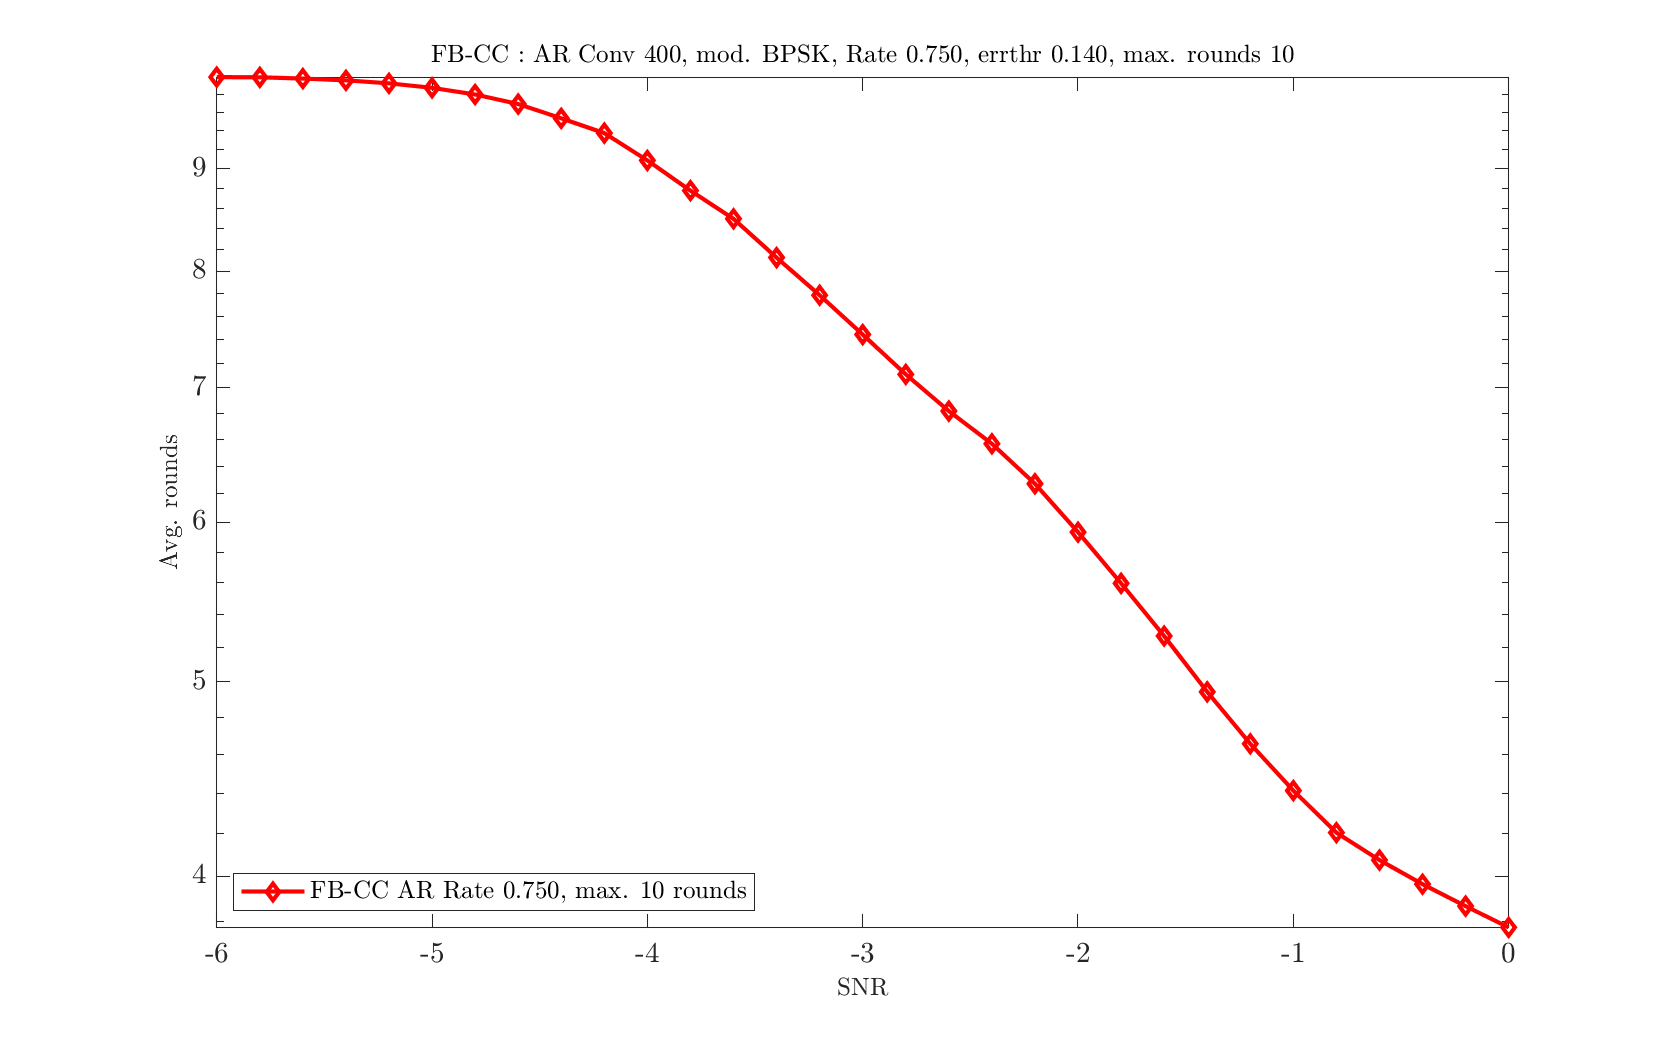 FB-CC : AR Conv 400, mod. BPSK, Rate 0.750, errthr 0.140, max. rounds 10
9
8
7
6
5
4
Avg. rounds
FB-CC AR Rate 0.750, max. 10 rounds
-6 -5 -4 -3 -2 -1 0
SNR